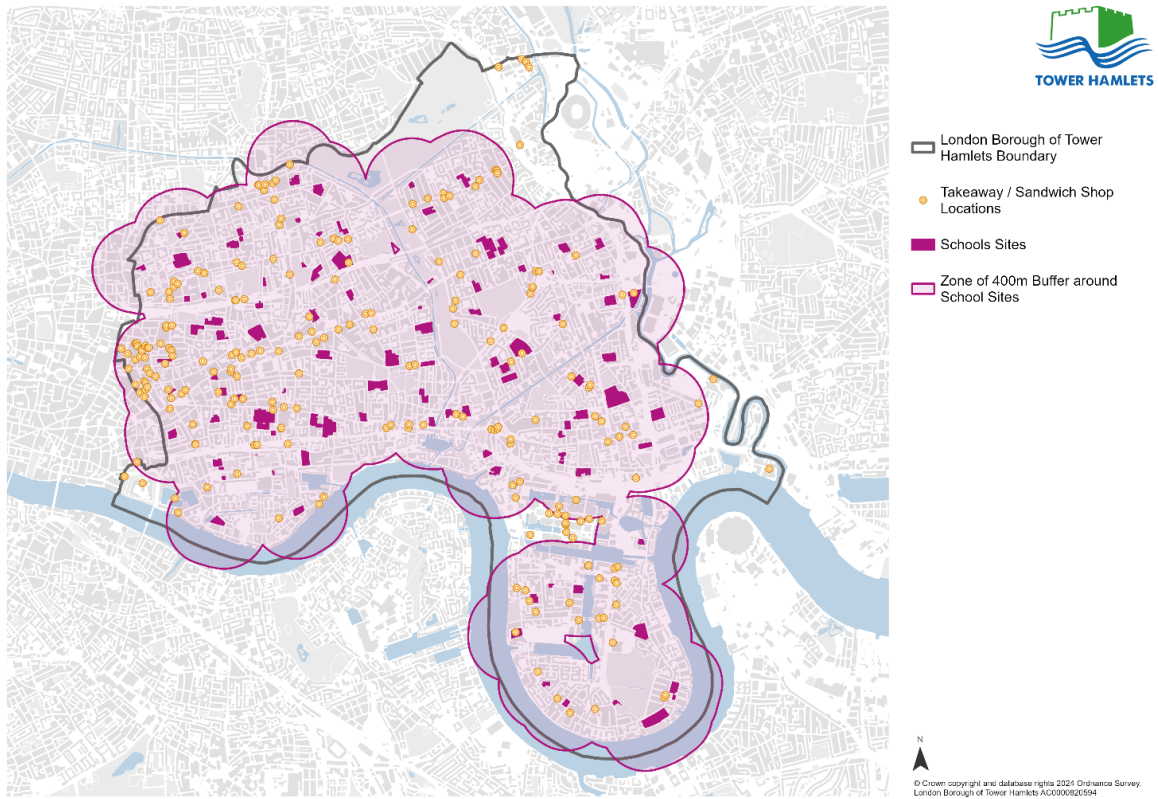 TOWER HAMLETS
London Borough of Tower
Hamlets Boundary
Takeaway / Sandwich Shop
Locations
Schools Sites
Zone of 400m Buffer around
School Sites
N
© Crown copyright and database rights 2024 Ordnance Survey.
London Borough of Tower Hamlets AC0000820594